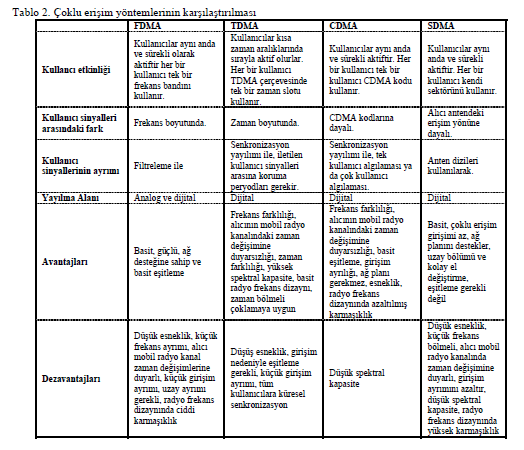 Tablo 2. Çoklu erişim yöntemlerinin karşılaştırılması
FDMA
TDMA
CDMA
SDMA
Kullancı etkinliği
Kullanıcılar aynı anda
ve sürekli olarak
aktiftir her bir
kullanıcı tek bir
frekans bandını
kullanır.
Kullanıcılar kısa
zaman aralıklarında
sırayla aktif olurlar.
Her bir kullanıcı
TDMA çerçevesinde
tek bir zaman slotu
kullanır.
Kullanıcılar aynı anda
ve sürekli aktiftir. Her
bir kullanıcı tek bir
kullanıcı CDMA kodu
kullanır.
Kullanıcılar aynı
anda ve sürekli
aktiftir. Her bir
kullanıcı kendi
sektörünü kullanır.
Kullanıcı sinyalleri
arasındaki fark
Frekans boyutunda.
Zaman boyutunda.
CDMA kodlarına
dayalı.
Alıcı antendeki
erişim yönüne
dayalı.
Kullanıcı
sinyallerinin ayrımı
Filtreleme ile
Senkronizasyon
yayılımı ile, iletilen
kullanıcı sinyalleri
arasına koruma
peryodları gerekir.
Senkronizasyon
yayılımı ile, tek
kullanıcı algılaması ya
da çok kullanıcı
algılaması.
Anten dizileri
kullanılarak.
Yayılına Alanı
Analog ve dijital
Dijital
Dijital
Dijital
Avantajları
Basit, güçlü, ağ
desteğine sahip ve
basit eşitleme
Frekans farklılığı,
alıcının mobil radyo
kanalındaki zaman
değişimine
duyarsızlığı, zaman
farklılığı, yüksek
spektral kapasite, basit
radyo frekans dizaynı,
zaman bölmeli
çoklamaya uygun
Frekans farklılığı,
alıcının mobil radyo
kanalındaki zaman
değişimine
duyarsızlığı, basit
eşitleme, girişim
ayrılığı, ağ planı
gerekmez, esneklik,
radyo frekans
dizaynında azaltılmış
karmaşıklık
Basit, çoklu erişim
girişimi az, ağ
planını destekler,
uzay bölümü ve
kolay el
değiştirme,
eşitleme gerekli
değil
Dezavantajları
Düşük esneklik, küçük
frekans ayrımı, alıcı
mobil radyo kanal
zaman değişimlerine
duyarlı, küçük girişim
ayrımı, uzay ayrımı
gerekli, radyo frekans
dizaynında ciddi
karmaşıklık
Düşüş esneklik, girişim
nedeniyle eşitleme
gerekli, küçük girişim
ayrımı, tüm
kullanıcılara küresel
senkronizasyon
Düşük spektral
kapasite
Düşük esneklik,
küçük frekans
bölmeli, alıcı mobil
radyo kanalında
zaman değişimine
duyarlı, girişim
ayrımını azaltır,
düşük spektral
kapasite, radyo
frekans dizaynında
yüksek karmaşıklık